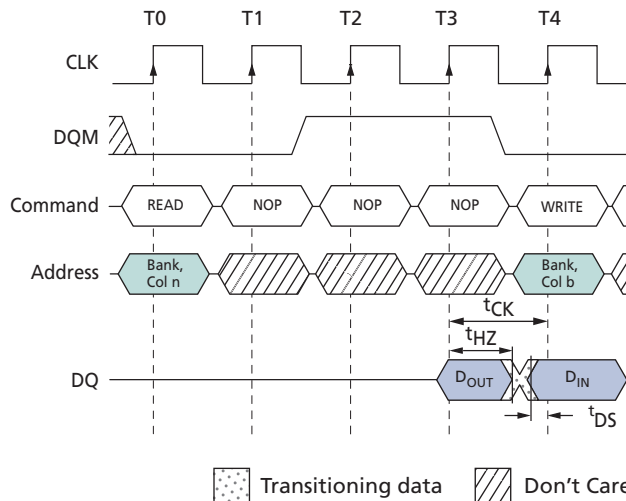 T0 T1 T2 T3 T4
CLK
DQM
Command READ NOP NOP NOP WRITE
Address Bank, Col n Bank, Col b
tCK
tHZ
DQ DOUT DIN
tDS
Transitioning data Don't Care